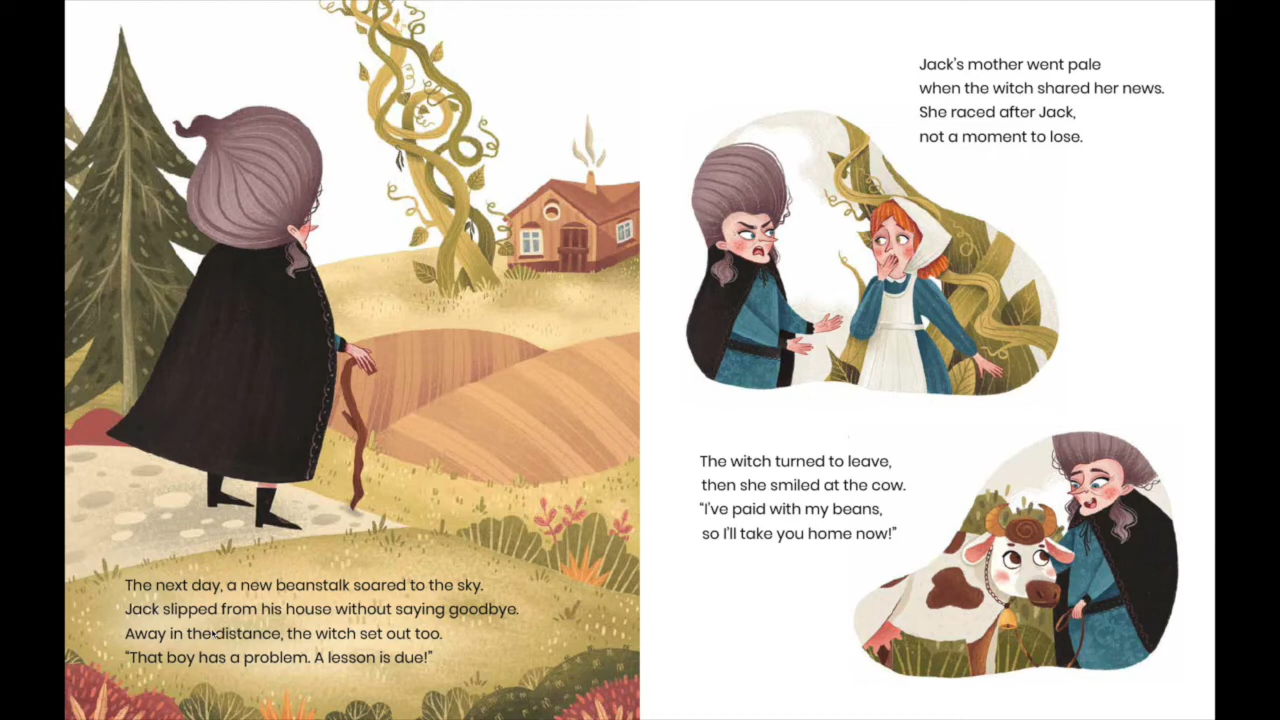 The next day, a new beanstalk soared to the sky.
Jack slipped from his house without saying goodbye.
Away in the distance, the witch set out too.
“That boy has a problem. A lesson is due!”
Jack's mother went pale
when the witch shared her news.
She raced after Jack,
not a moment to lose.
The witch turned to leave,
then she smiled at the cow.
“I've paid with my beans,
so I'll take you home now!”